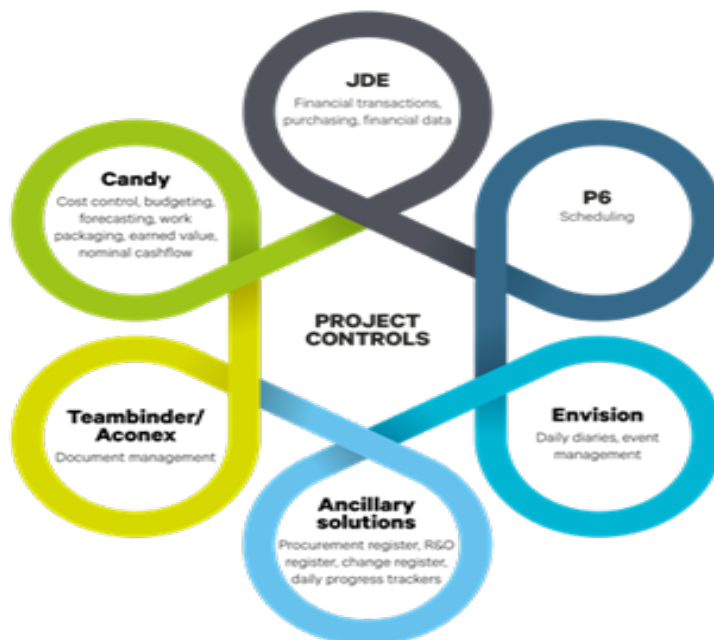 JDE
Financial transactions,
purchasing, financial data
Candy
Cost control, budgeting,
forecasting, work
packaging, earned value,
nominal cashflow
P6
Scheduling
PROJECT
CONTROLS
Teambinder/
Aconex
Document management
Envision
Daily diaries, event
management
Ancillary
solutions
Procurement register, R&O
register, change register,
daily progress trackers